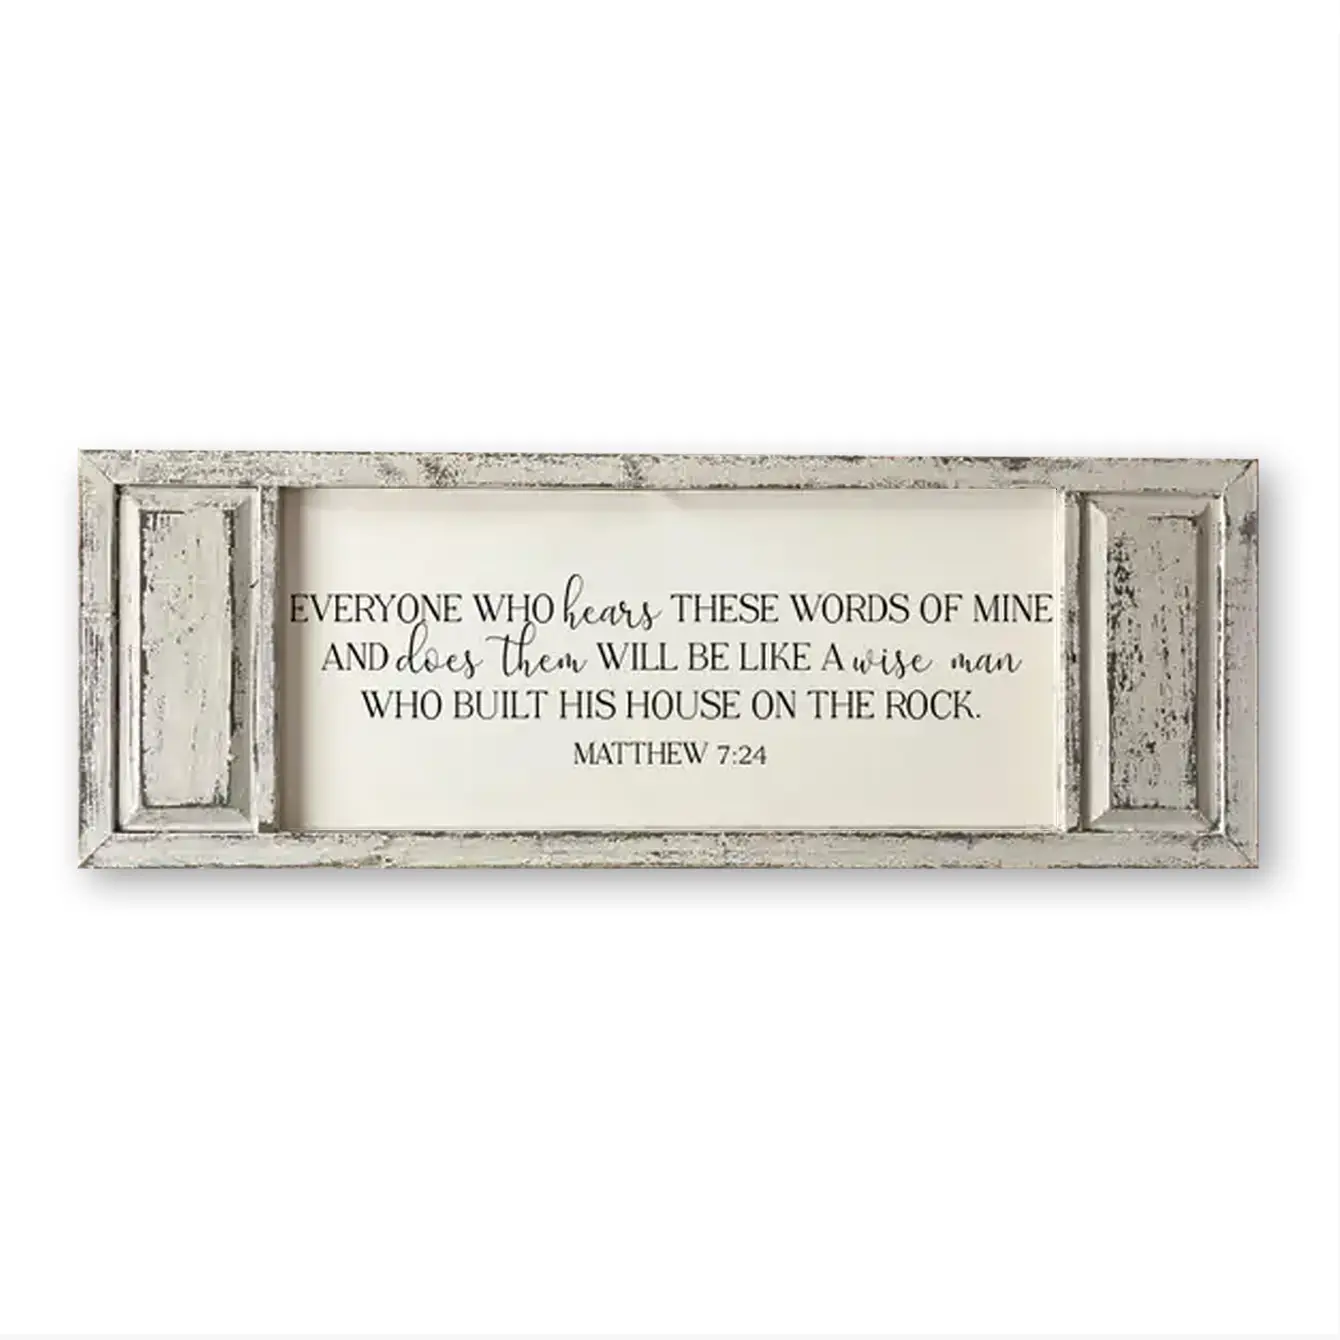 EVERYONE WHO hears THESE WORDS OF MINE
AND does them WILL BE LIKE A wise man
WHO BUILT HIS HOUSE ON THE ROCK.
MATTHEW 7:24